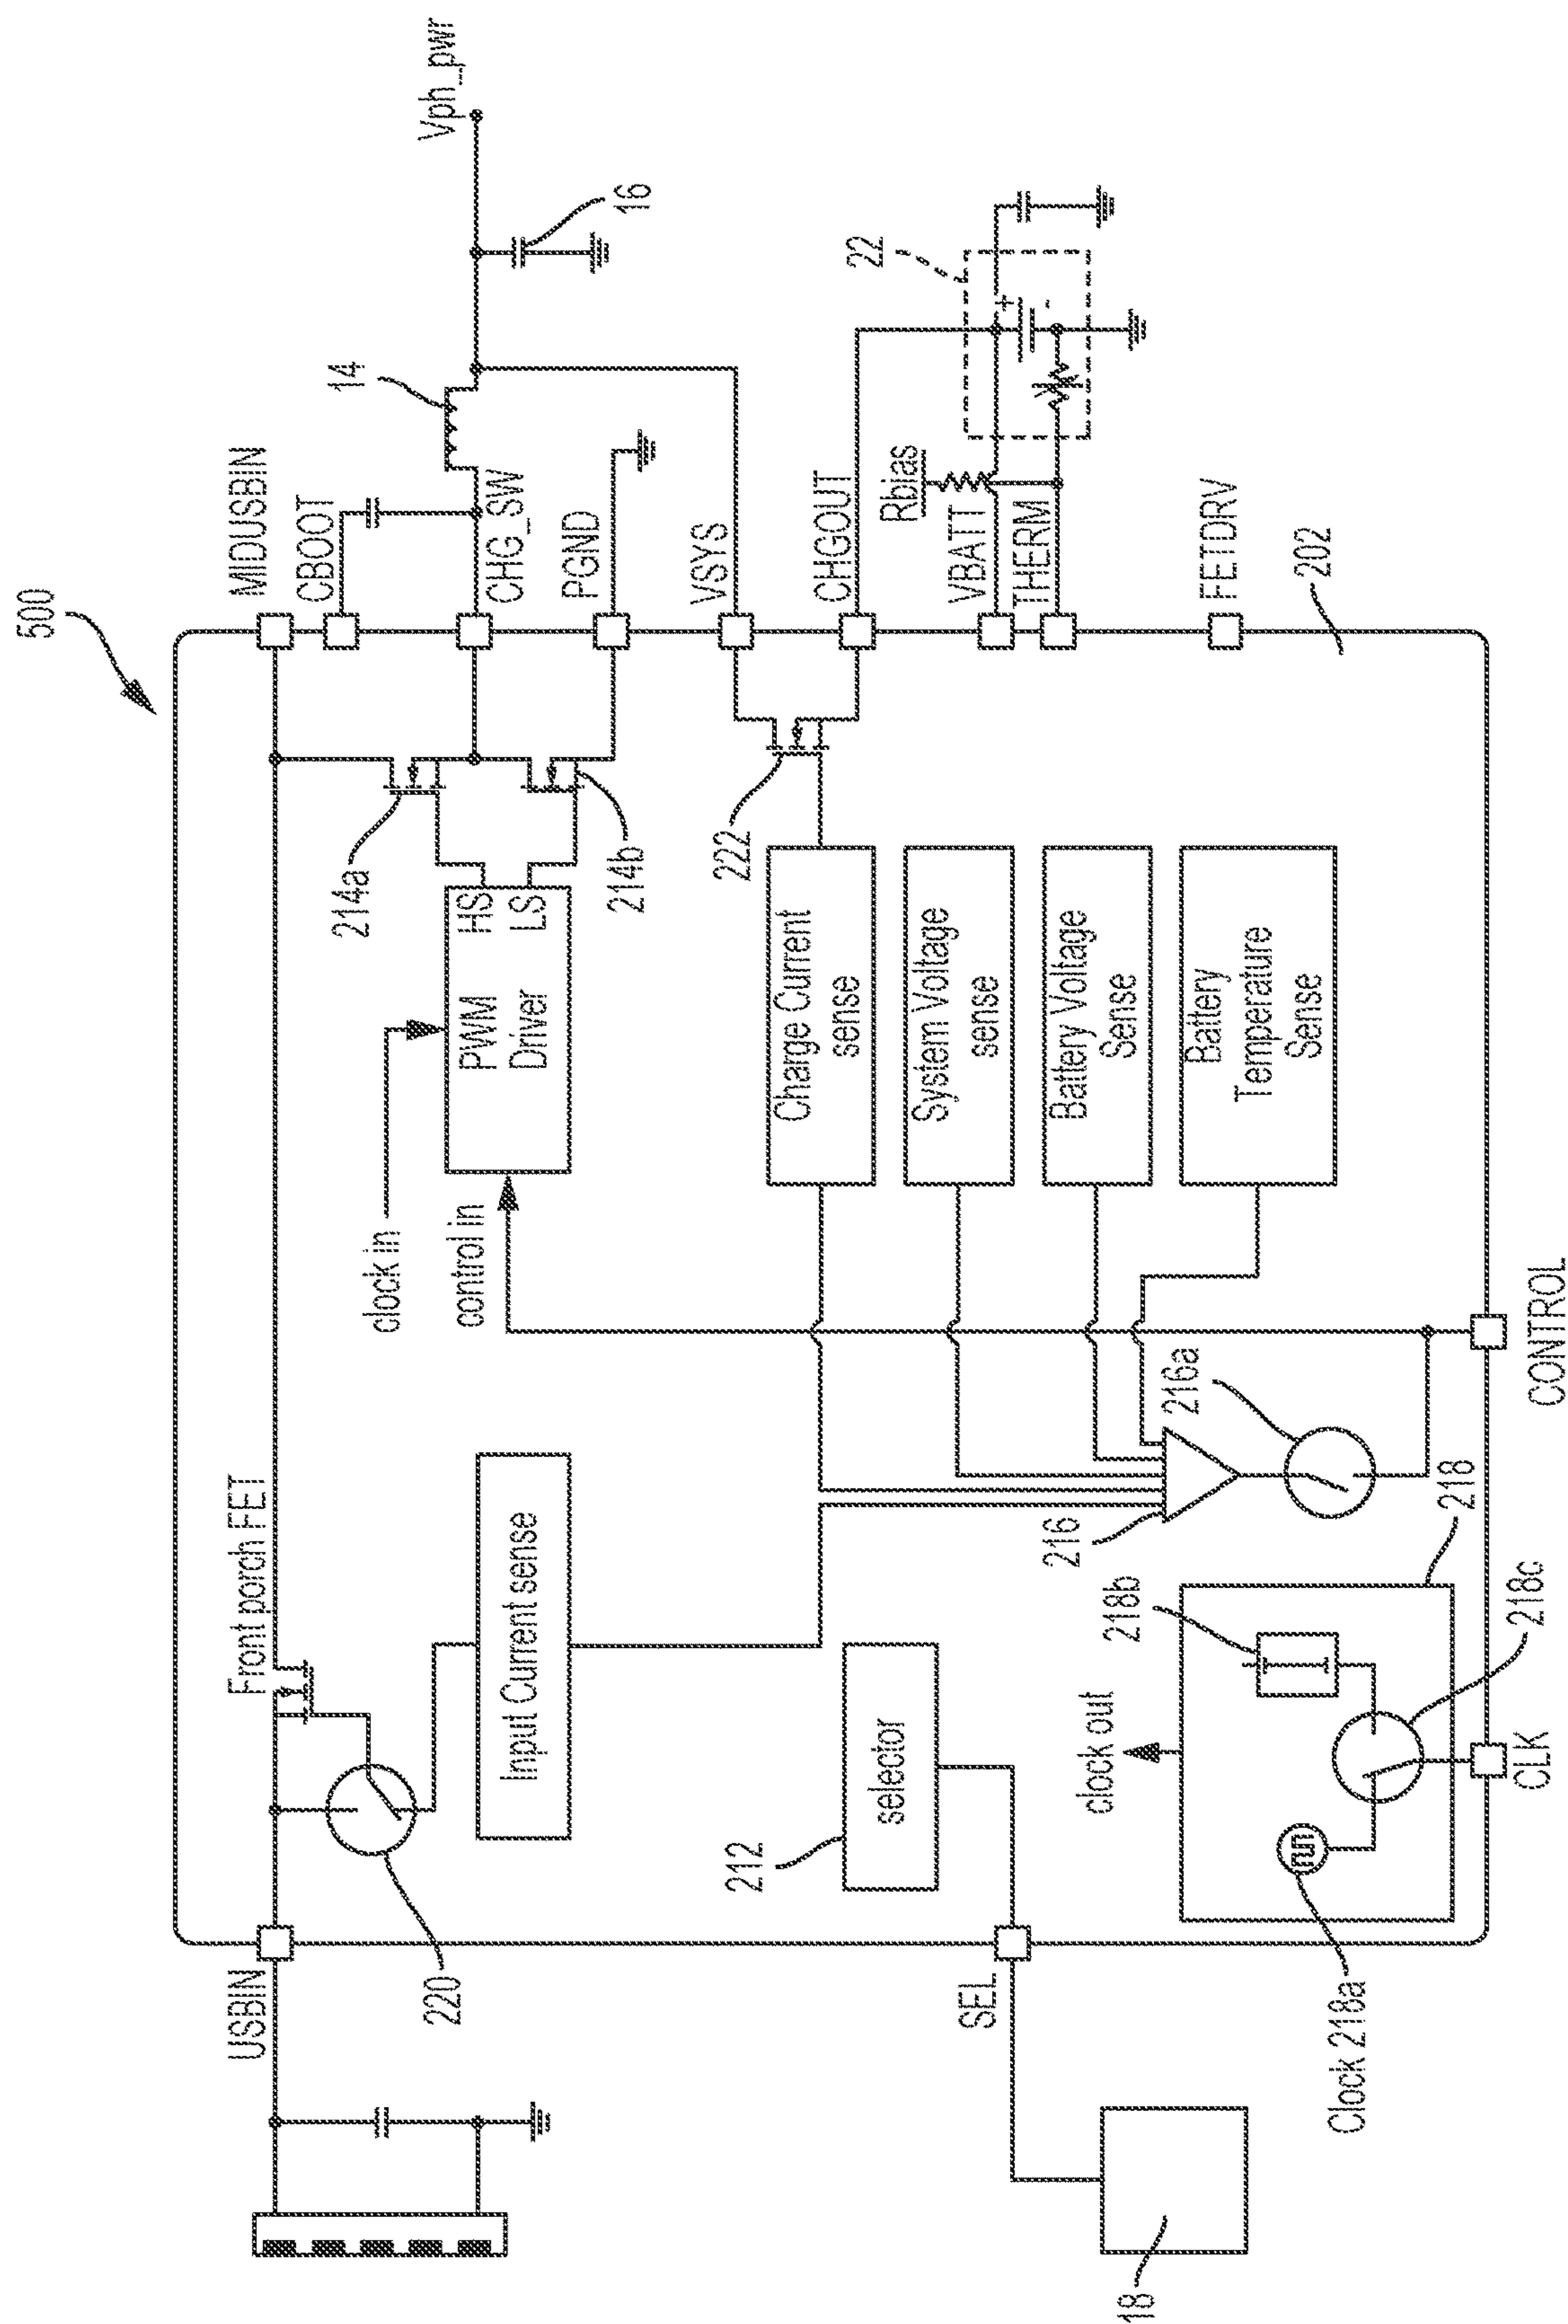 500
USBIN
Front porch FET
MIDUSBIN
CBOOT
CHG_SW
PGND
VSYS
CHGOUT
VBATT
THERM
FETDRV
202
Vph_pwr
14
16
22
Rbias
220
Input Current sense
clock in
control in
PWM
Driver
HS
LS
214a
214b
222
Charge Current
sense
System Voltage
sense
Battery Voltage
Sense
Battery
Temperature
Sense
212
selector
SEL
18
216
216a
clock out
218b
218
218c
Clock 218a
CLK
CONTROL
+
-